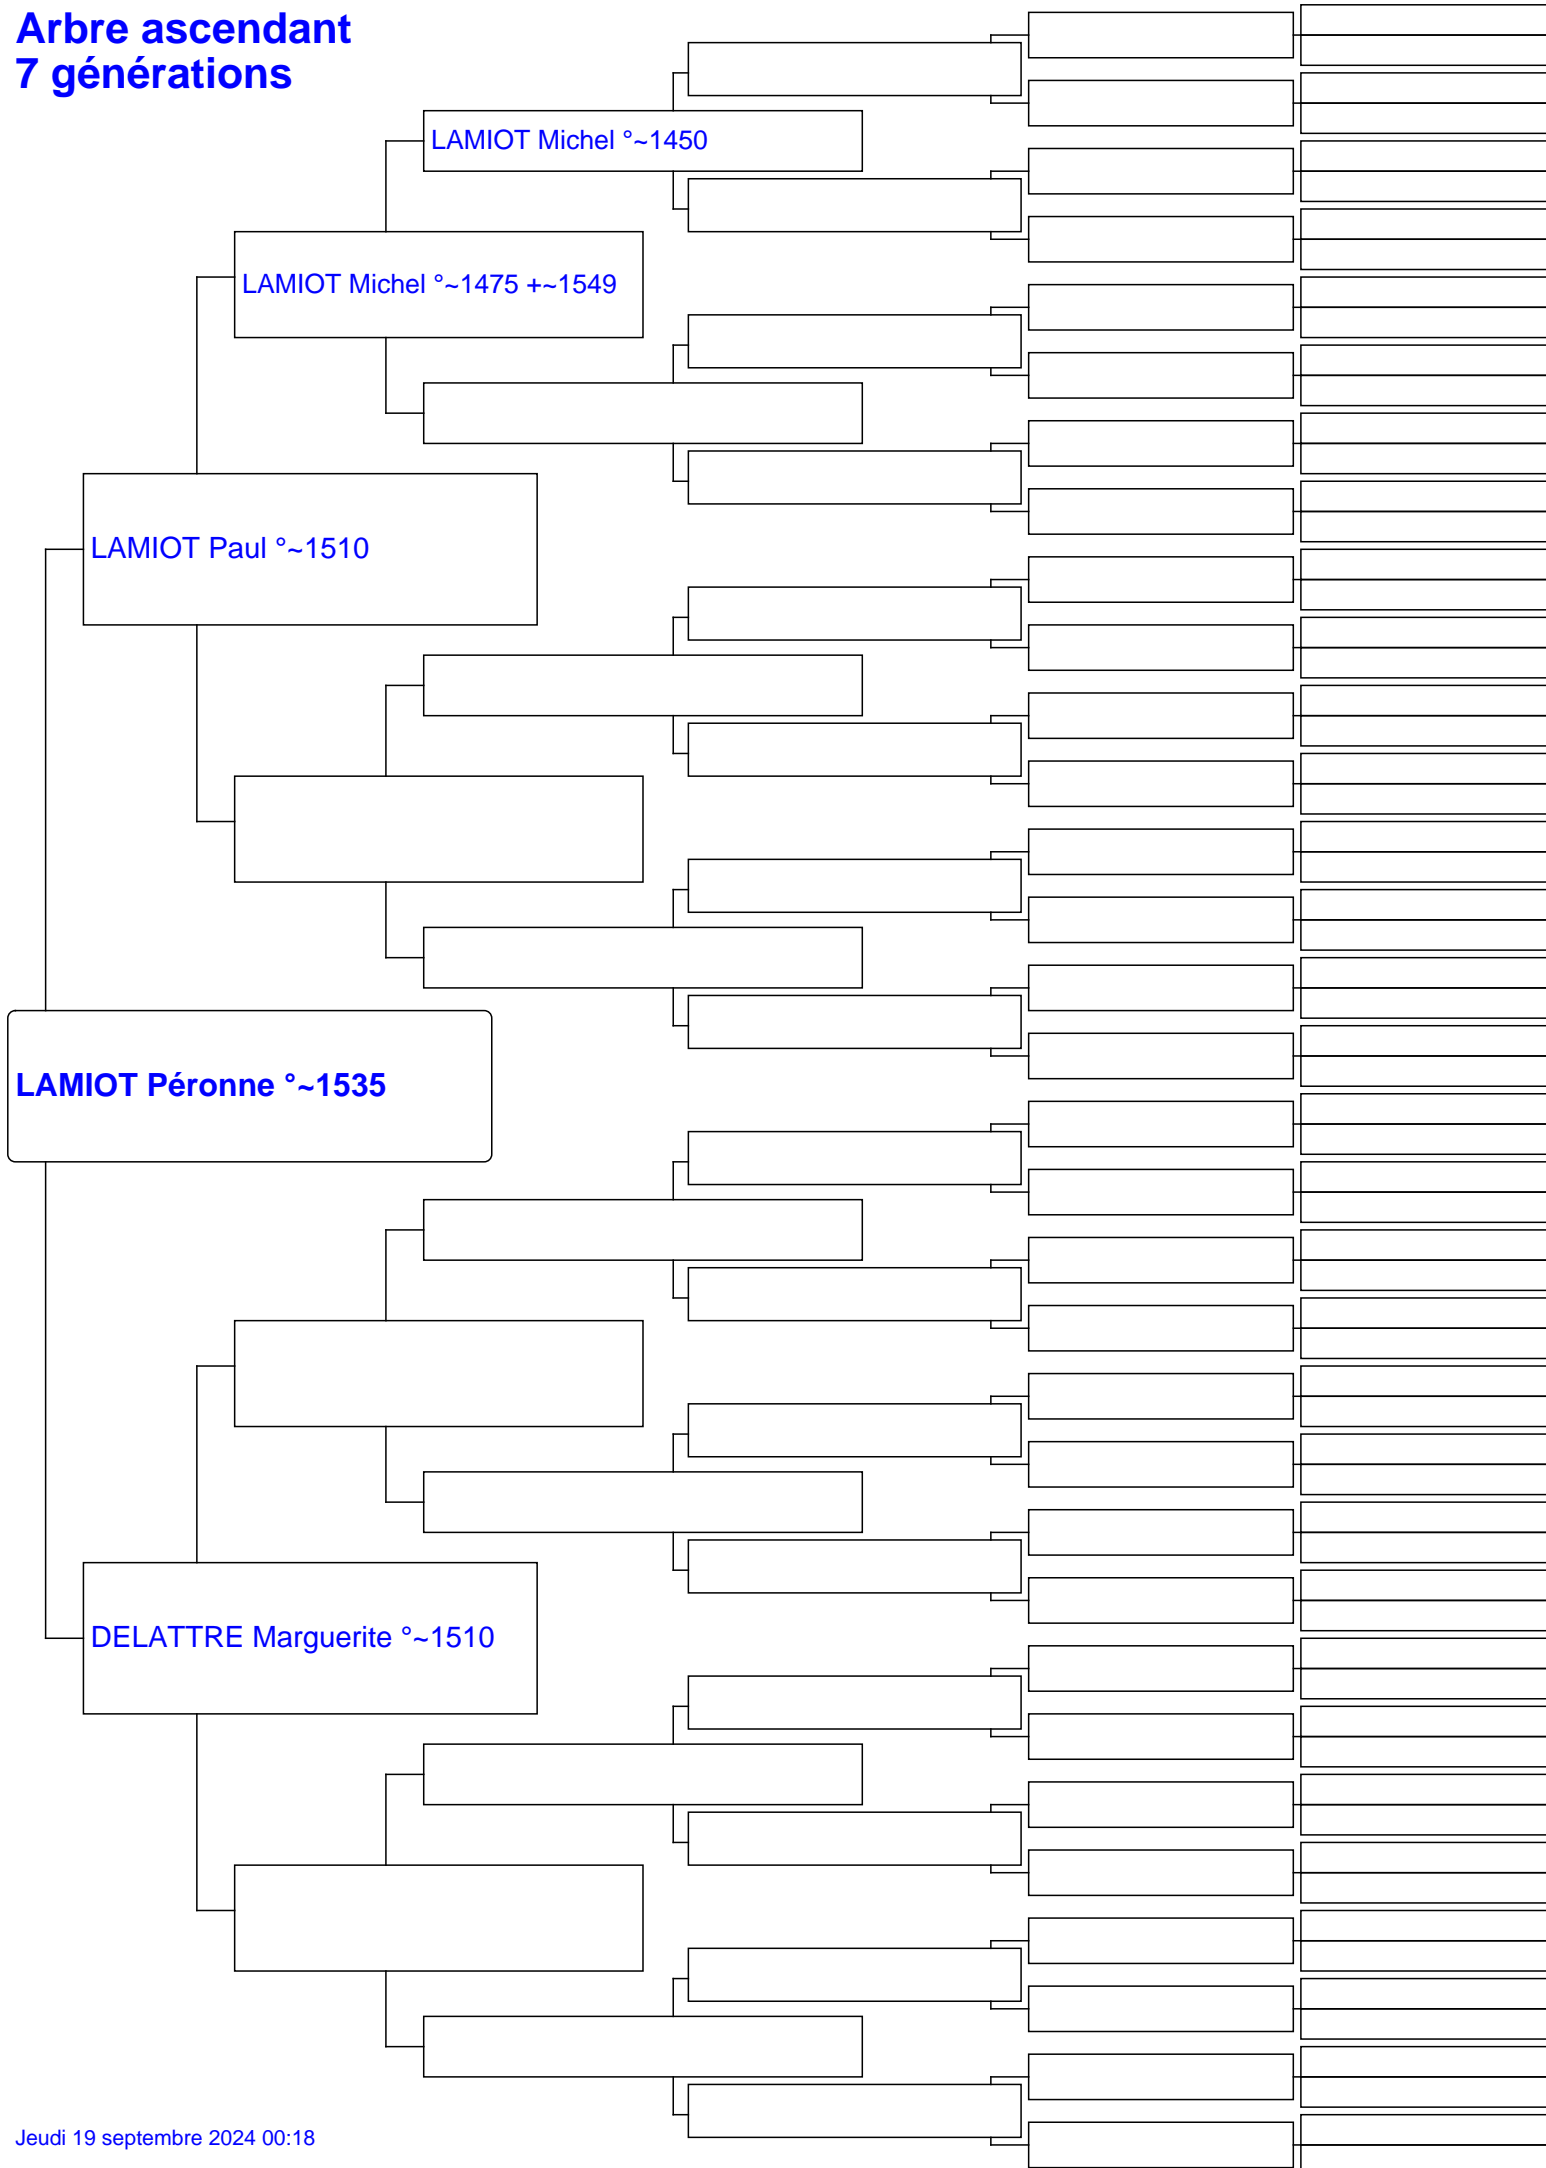 Arbre ascendant
7 générations
LAMIOT Michel °~1450
LAMIOT Michel °~1475 +~1549
LAMIOT Paul °~1510
LAMIOT Péronne °~1535
DELATTRE Marguerite °~1510
Jeudi 19 septembre 2024 00:18